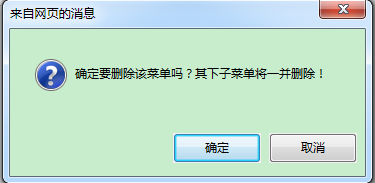 来自网页的消息
确定要删除该菜单吗？其下子菜单将一并删除！
确定
取消